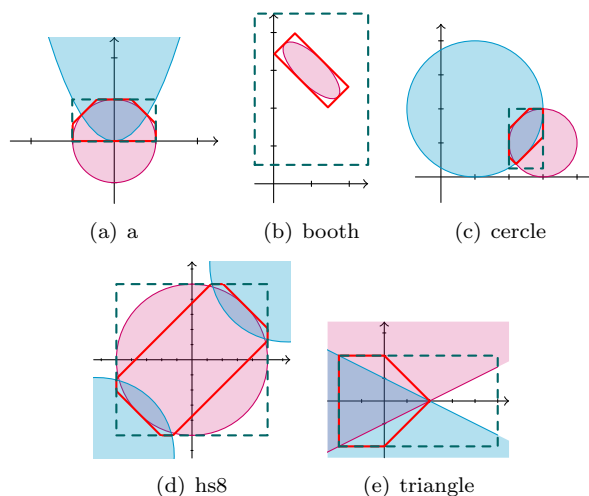 (a) a
(b) booth
(c) cercle
(d) hs8
(e) triangle